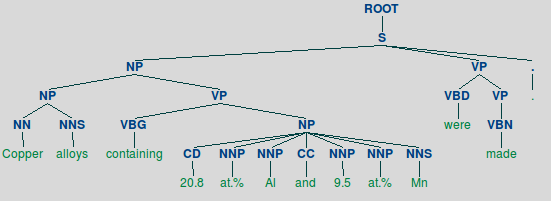 ROOT
S
NP VP .
NP VP VBD VP .
NN NNS VBG NP were VBN
Copper alloys containing CD NNP NNP CC NNP NNP NNS made
20.8 at.% Al and 9.5 at.% Mn